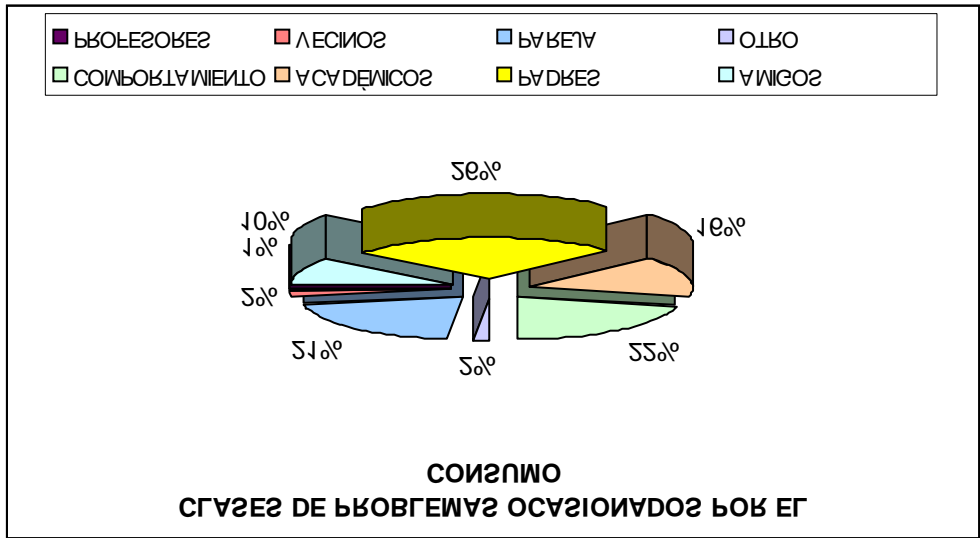 CLASES DE PROBLEMAS OCASIONADOS POR EL
CONSUMO
2%
22%
21%
2%
1%
10%
16%
26%
COMPORTAMIENTO ACADÉMICOS PADRES AMIGOS
PROFESORES VECINOS PAREJA OTRO